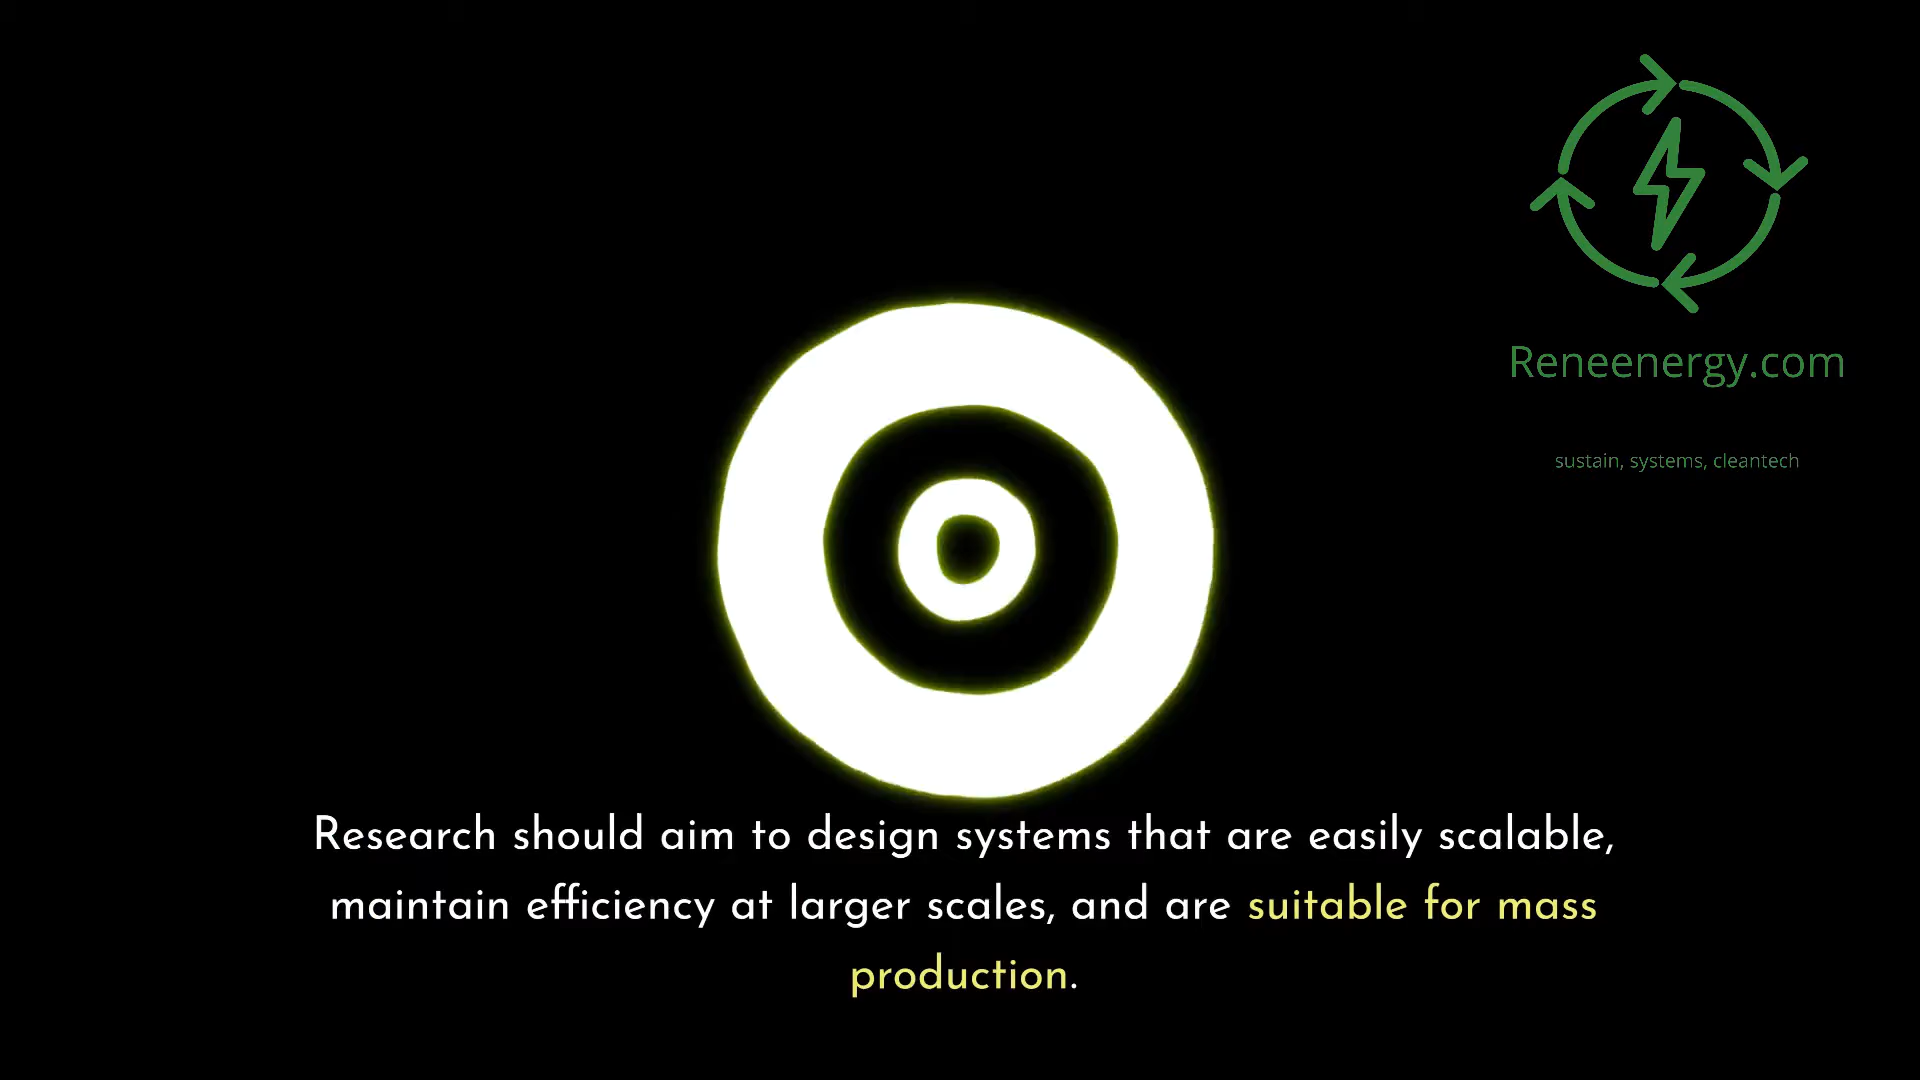 Reneenergy.com
sustain, systems, cleantech
Research should aim to design systems that are easily scalable,
maintain efficiency at larger scales, and are suitable for mass
production.